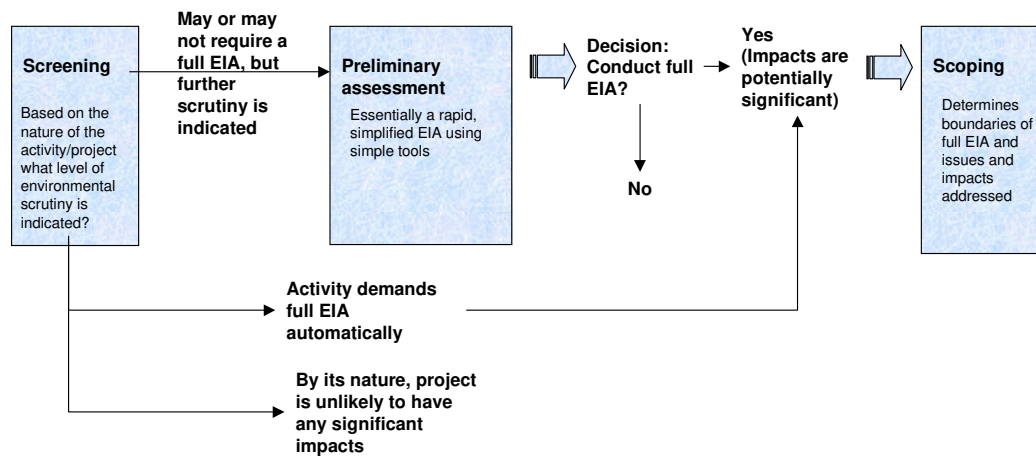 Screening
Based on the
nature of the
activity/project
what level of
environmental
scrutiny is
indicated?
May or may
not require a
full EIA, but
further
scrutiny is
indicated
Preliminary
assessment
Essentially a rapid,
simplified EIA using
simple tools
Decision:
Conduct full
EIA?
No
Yes
(Impacts are
potentially
significant)
Scoping
Determines
boundaries of
full EIA and
issues and
impacts
addressed
Activity demands
full EIA
automatically
By its nature, project
is unlikely to have
any significant
impacts